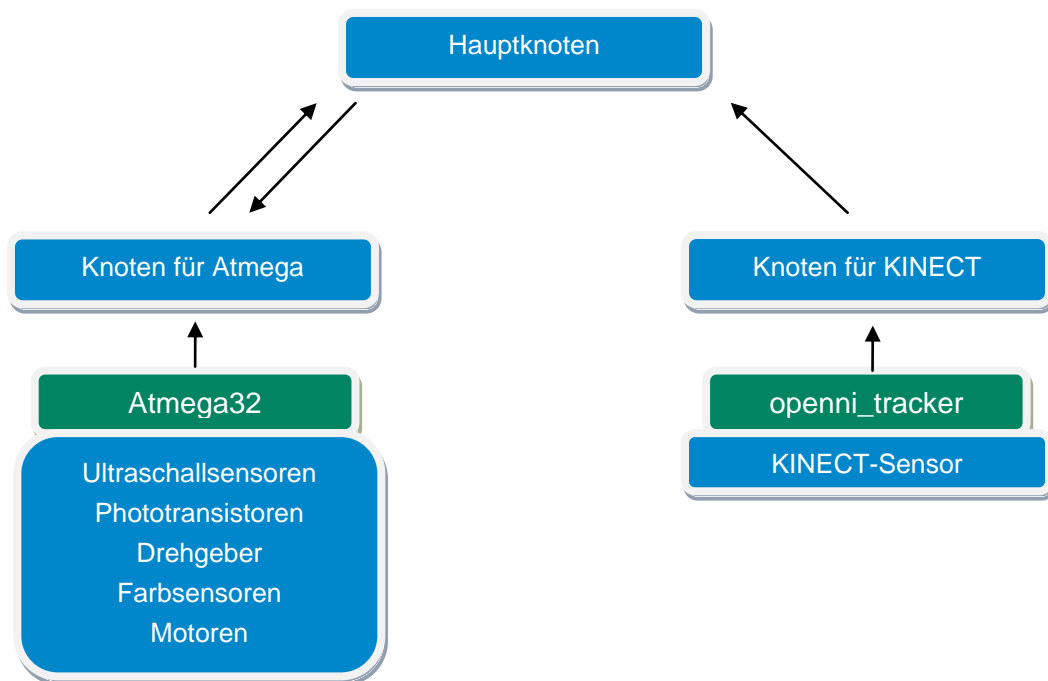 Hauptknoten
Knoten für Atmega
Knoten für KINECT
Atmega32
openni_tracker
Ultraschallsensoren
Phototransistoren
Drehgeber
Farbsensoren
Motoren
KINECT-Sensor